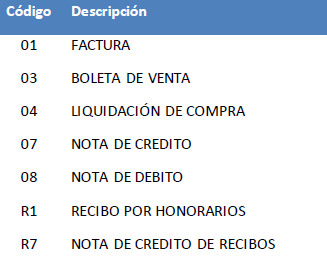 Código Descripción
01 FACTURA
03 BOLETA DE VENTA
04 LIQUIDACIÓN DE COMPRA
07 NOTA DE CREDITO
08 NOTA DE DEBITO
R1 RECIBO POR HONORARIOS
R7 NOTA DE CREDITO DE RECIBOS